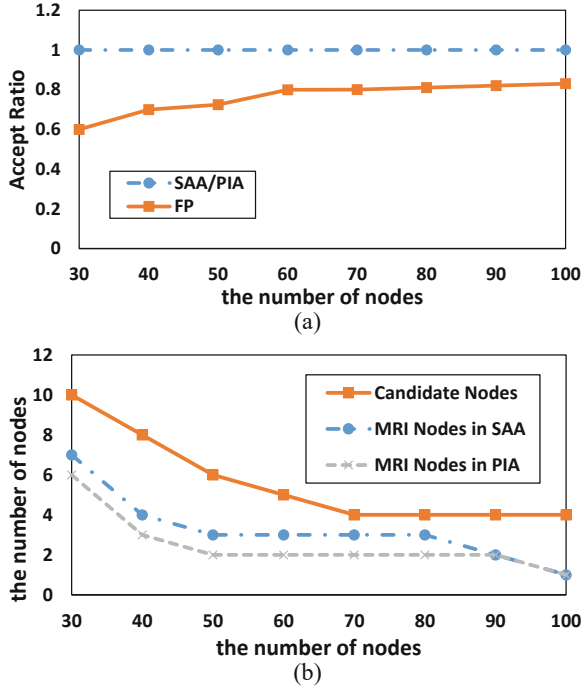 1.2
1
0.8
0.6
0.4
0.2
0
Accept Ratio
SAA/PIA
FP
30 40 50 60 70 80 90 100
the number of nodes
(a)
12
10
8
6
4
2
0
the number of nodes
Candidate Nodes
MRI Nodes in SAA
MRI Nodes in PIA
30 40 50 60 70 80 90 100
the number of nodes
(b)